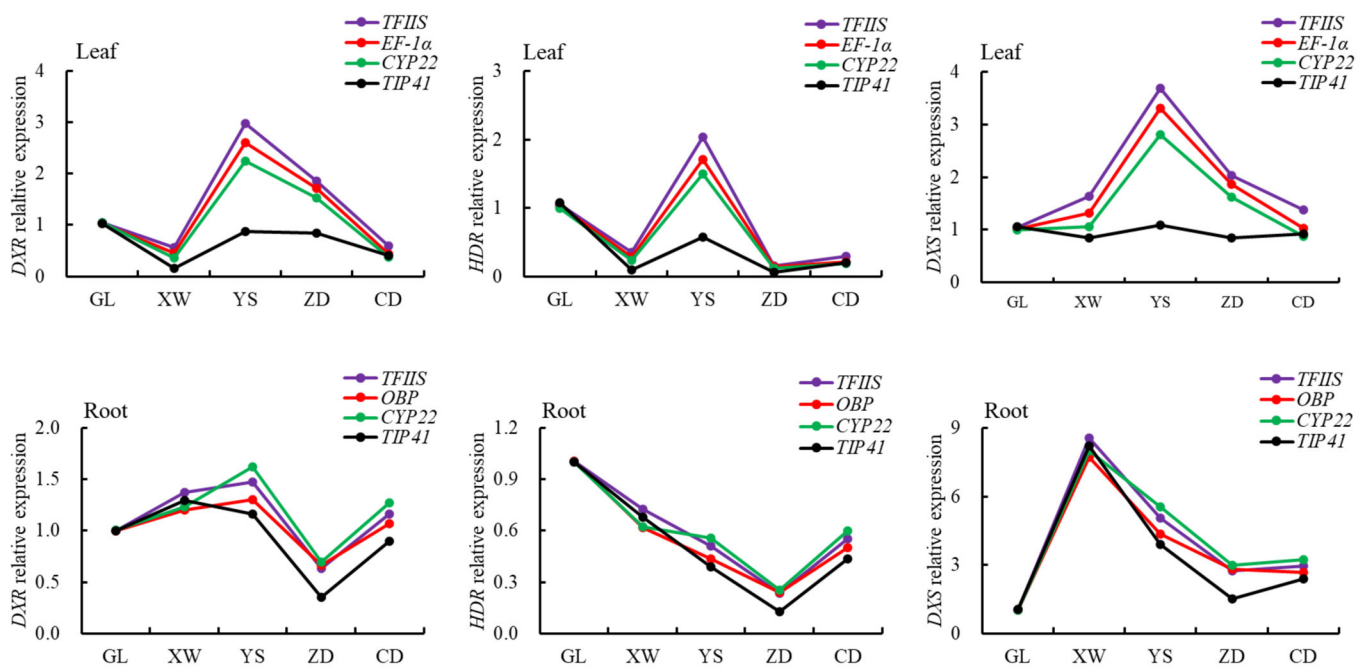 Leaf
TFIIS
EF-1α
CYP22
TIP41
DXR relaltive expression
4
3
2
1
0
GL XW YS ZD CD
Leaf
TFIIS
EF-1α
CYP22
TIP41
HDR relative expression
3
2
1
0
GL XW YS ZD CD
Leaf
TFIIS
EF-1α
CYP22
TIP41
DXS relative expression
4
3
2
1
0
GL XW YS ZD CD
Root
TFIIS
OBP
CYP22
TIP41
DXR relative expression
2.0
1.5
1.0
0.5
0.0
GL XW YS ZD CD
Root
TFIIS
OBP
CYP22
TIP41
HDR relative expression
1.2
0.9
0.6
0.3
0.0
GL XW YS ZD CD
Root
TFIIS
OBP
CYP22
TIP41
DXS relative expression
9
6
3
0
GL XW YS ZD CD